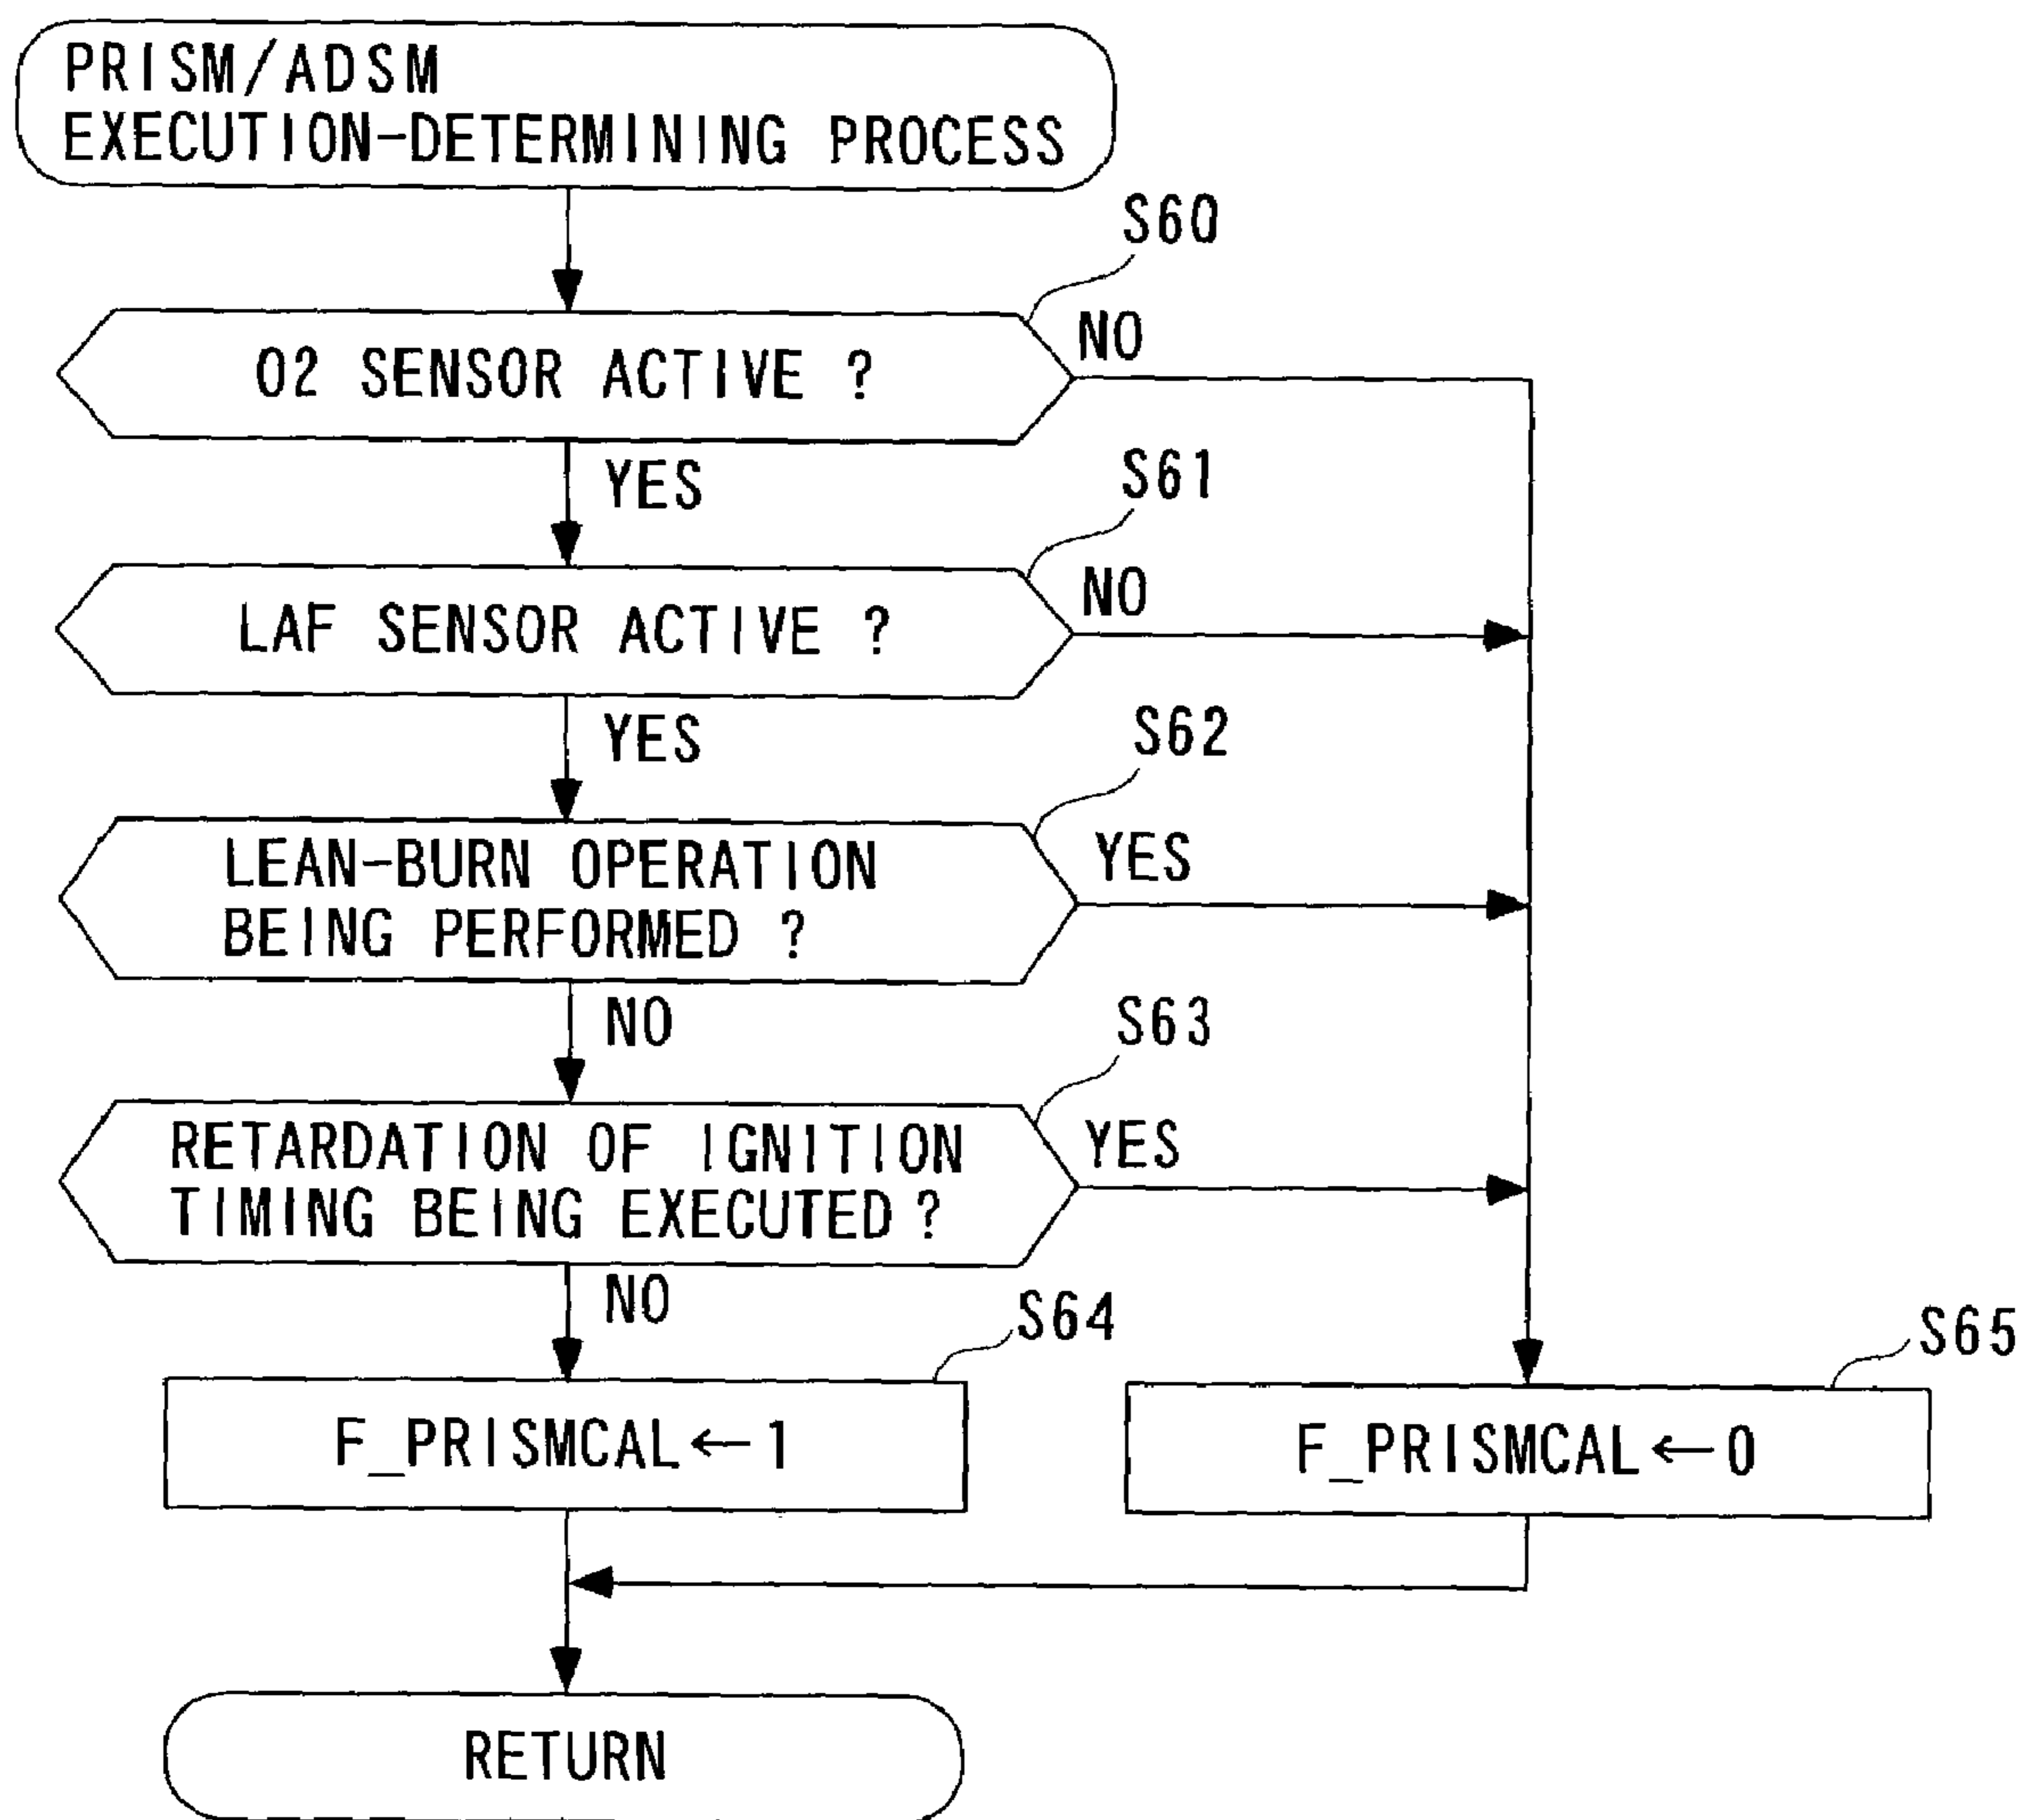 PRISM/ADSM
EXECUTION-DETERMINING PROCESS
S60
O2 SENSOR ACTIVE ?
NO
YES
S61
LAF SENSOR ACTIVE ?
NO
YES
S62
LEAN-BURN OPERATION
BEING PERFORMED ?
YES
NO
S63
RETARDATION OF IGNITION
TIMING BEING EXECUTED ?
YES
NO
S64
F_PRISMCAL←1
S65
F_PRISMCAL←0
RETURN